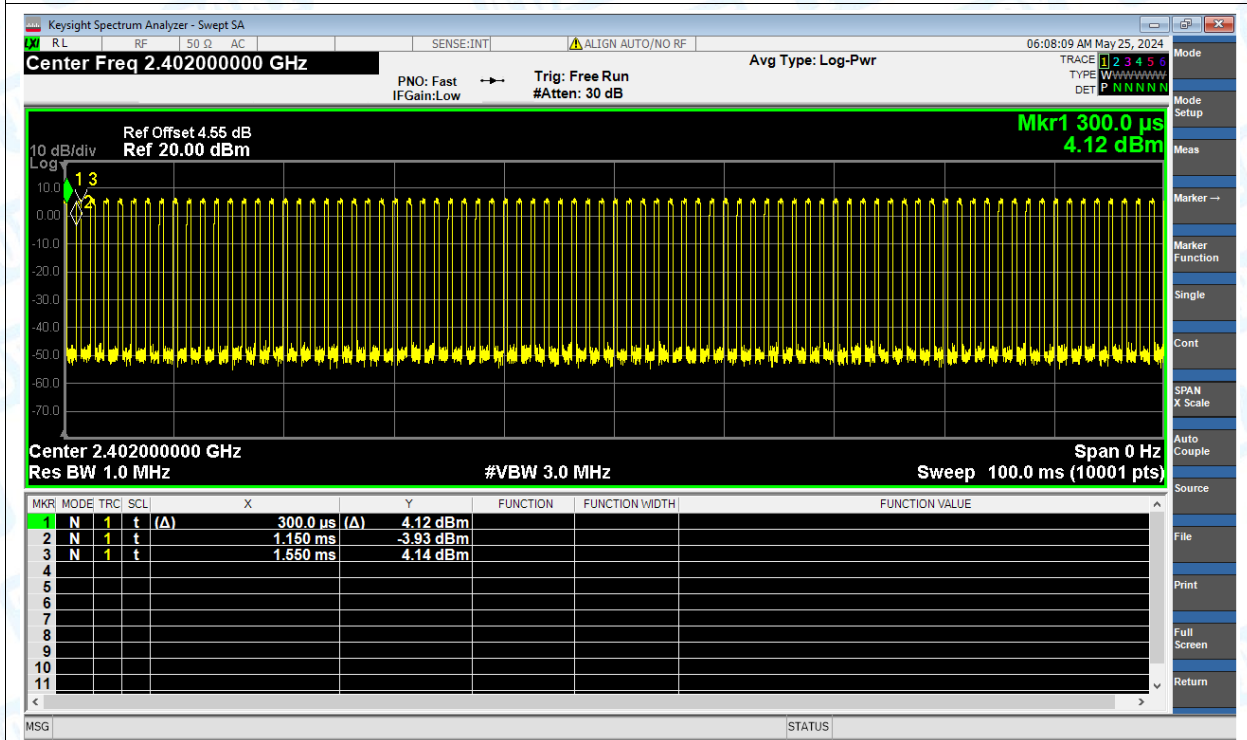 Keysight Spectrum Analyzer - Swept SA
LXI RL RF 50 Ω AC SENSE:INT ALIGN AUTO/NO RF 06:08:09 AM May 25, 2024
Center Freq 2.402000000 GHz
PNO: Fast
IFGain:Low
Trig: Free Run
#Atten: 30 dB
Avg Type: Log-Pwr
TRACE 1 2 3 4 5 6
TYPE WWWWWW
DET P N N N N N
Mkr1 300.0 µs
4.12 dBm
Ref Offset 4.55 dB
10 dB/div Ref 20.00 dBm
Log
10.0
0.00
-10.0
-20.0
-30.0
-40.0
-50.0
-60.0
-70.0
1 3
2
Center 2.402000000 GHz Span 0 Hz
Res BW 1.0 MHz #VBW 3.0 MHz Sweep 100.0 ms (10001 pts)
MKR MODE TRC SCL X Y FUNCTION FUNCTION WIDTH FUNCTION VALUE
1 N 1 t (Δ) 300.0 µs (Δ) 4.12 dBm
2 N 1 t 1.150 ms -3.93 dBm
3 N 1 t 1.550 ms 4.14 dBm
4
5
6
7
8
9
10
11
MSG STATUS
Mode
Mode
Setup
Meas
Marker →
Marker
Function
Single
Cont
SPAN
X Scale
Auto
Couple
Source
File
Print
Full
Screen
Return